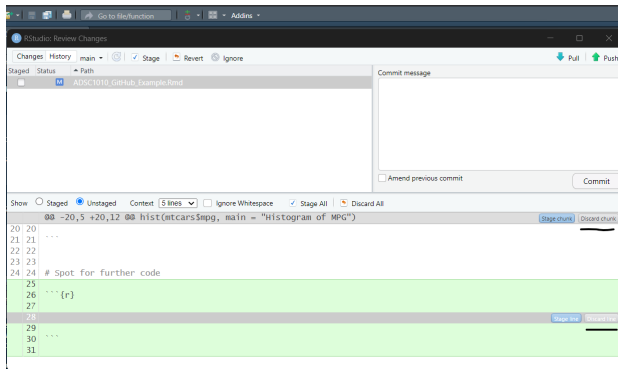 Go to file/function
Addins
RStudio: Review Changes
Changes History main Stage Revert Ignore Pull Push
Staged Status Path
M ADSC1010_GitHub_Example.Rmd
Commit message
Amend previous commit
Commit
Show Staged Unstaged Context 5 lines Ignore Whitespace Stage All Discard All
@@ -20,5 +20,12 @@ hist(mtcars$mpg, main = "Histogram of MPG") Stage chunk Discard chunk
20 20
21 21 ```
22 22
23 23
24 24 # Spot for further code
25
26 ```{r}
27
28 Stage line Discard line
29
30 ```
31